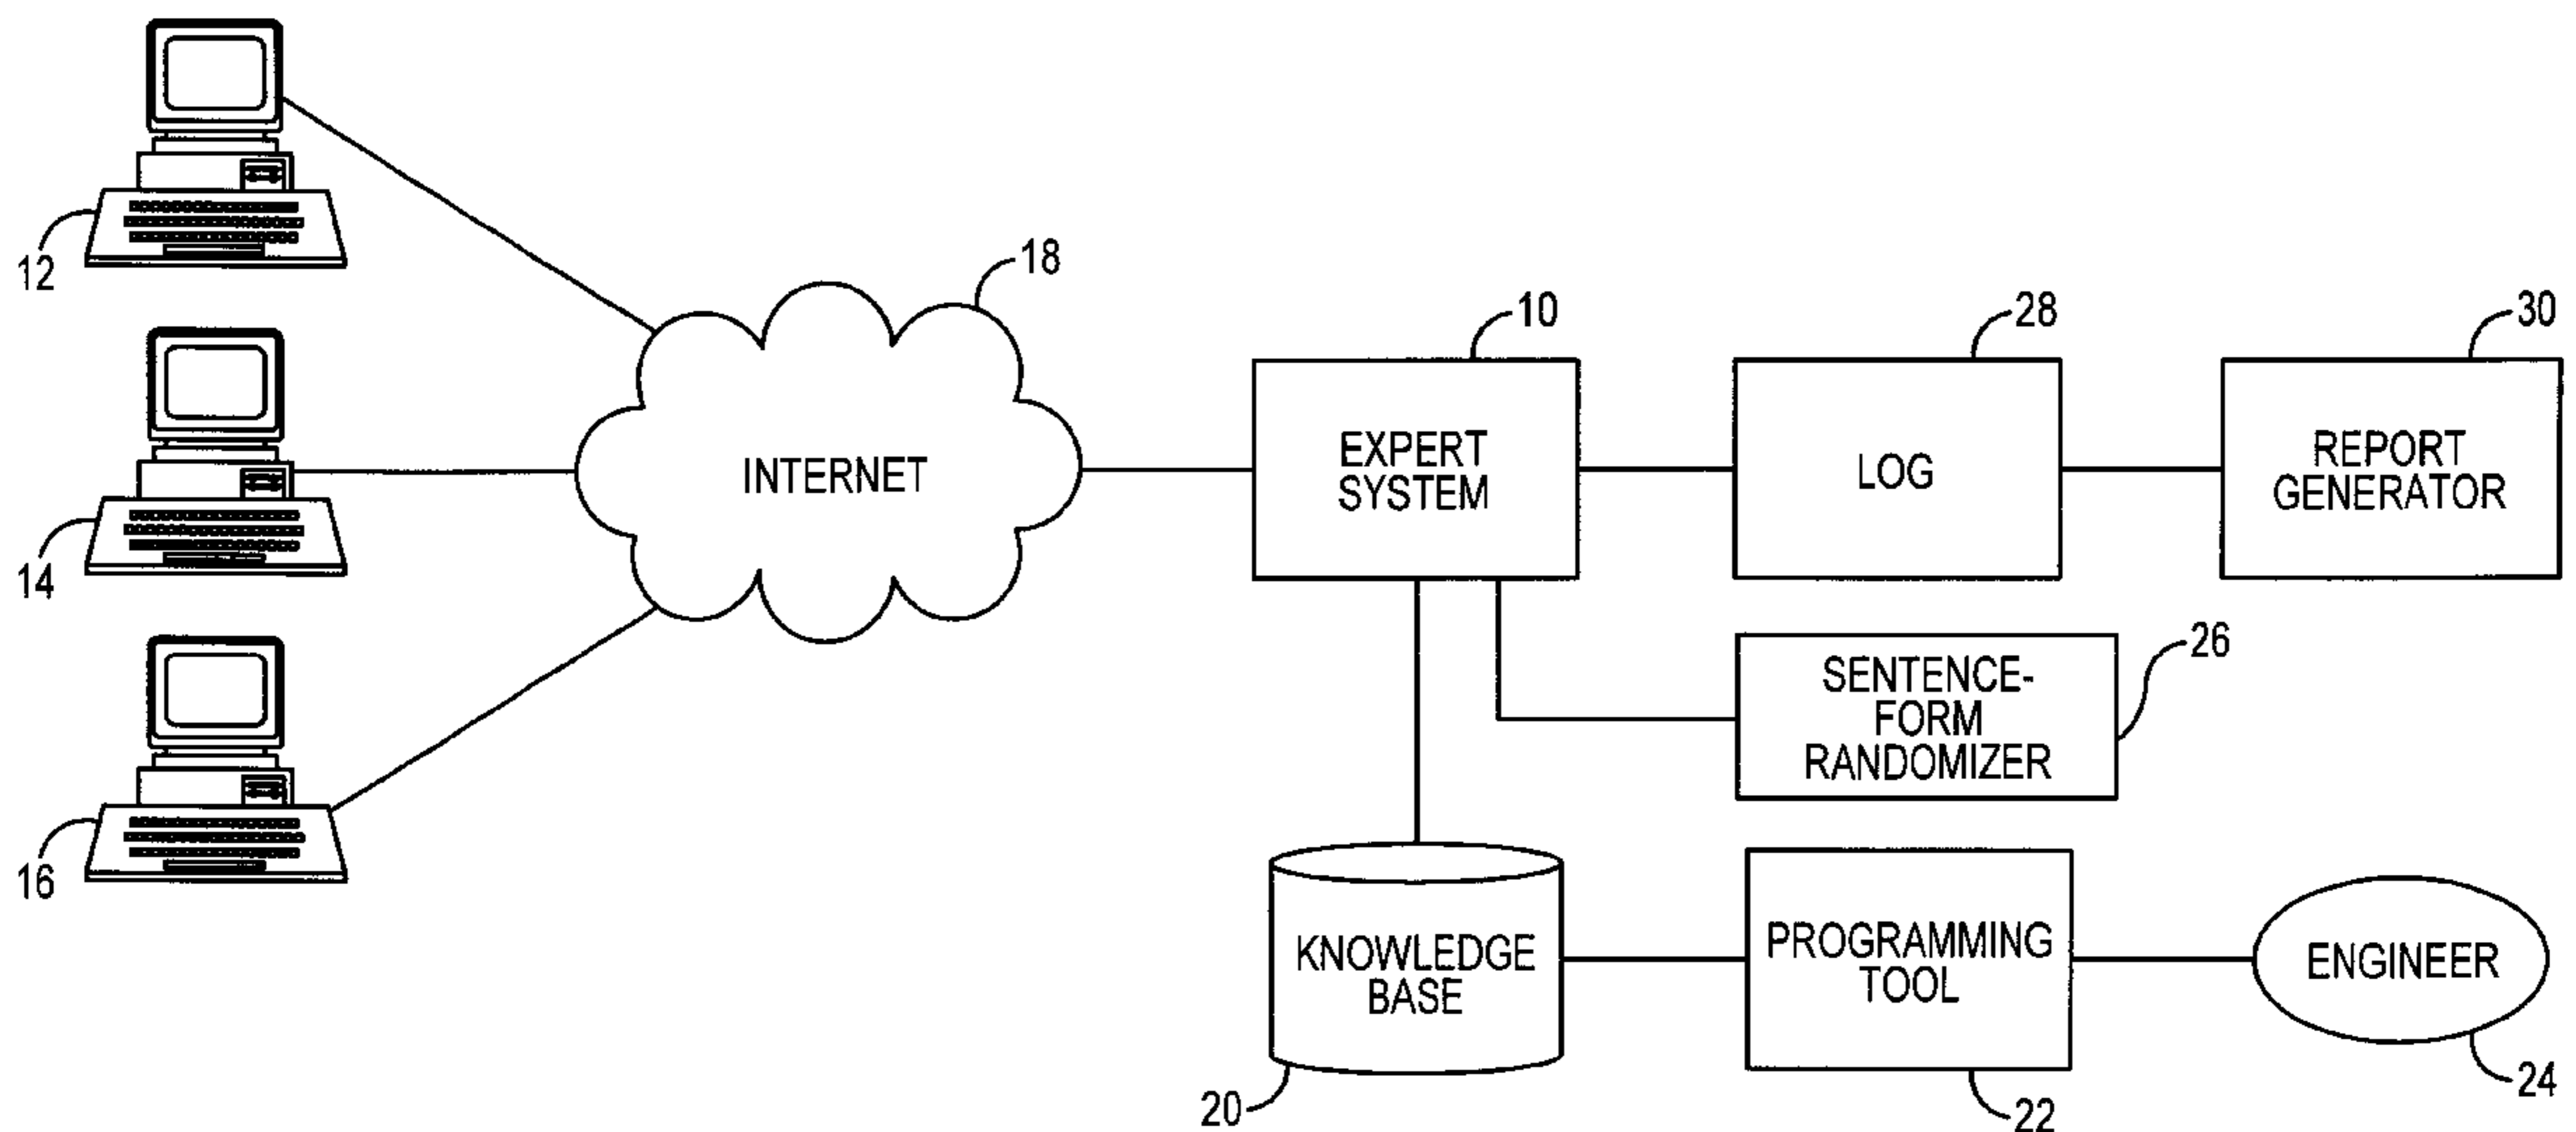 12
14
16
18
INTERNET
10
EXPERT
SYSTEM
28
LOG
30
REPORT
GENERATOR
26
SENTENCE-
FORM
RANDOMIZER
KNOWLEDGE
BASE
20
PROGRAMMING
TOOL
22
ENGINEER
24